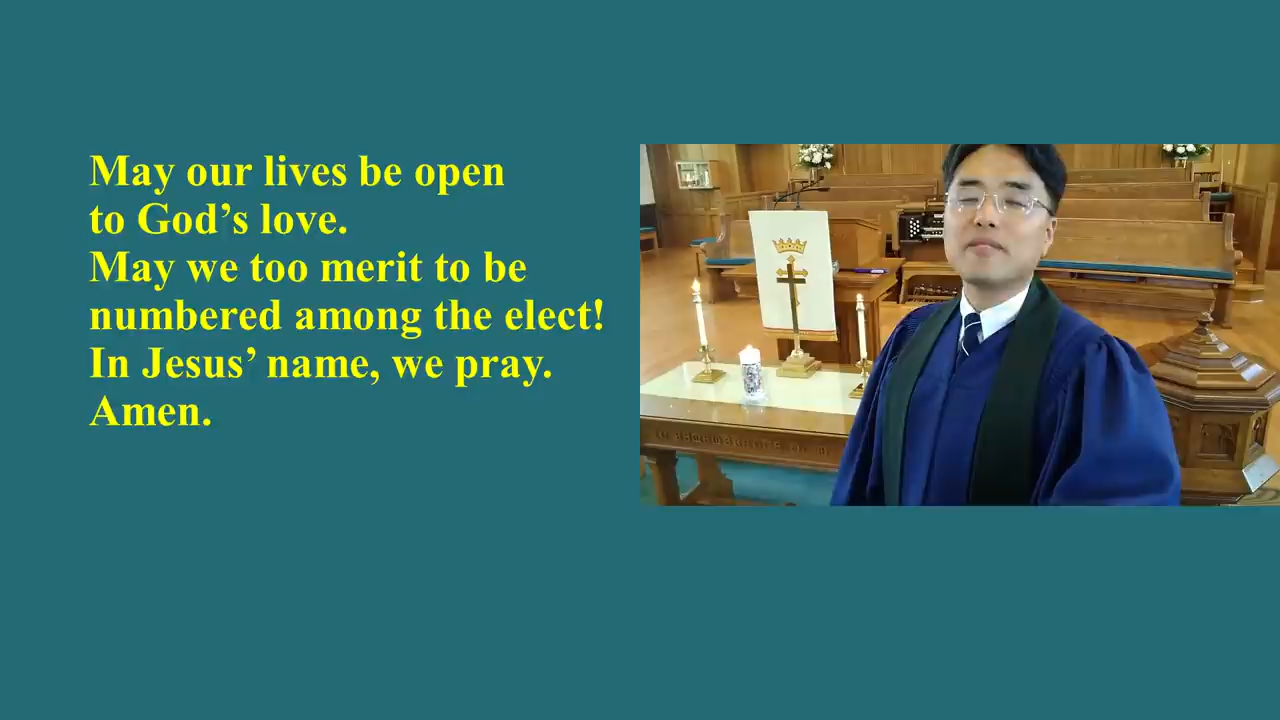 May our lives be open
to God’s love.
May we too merit to be
numbered among the elect!
In Jesus’ name, we pray.
Amen.